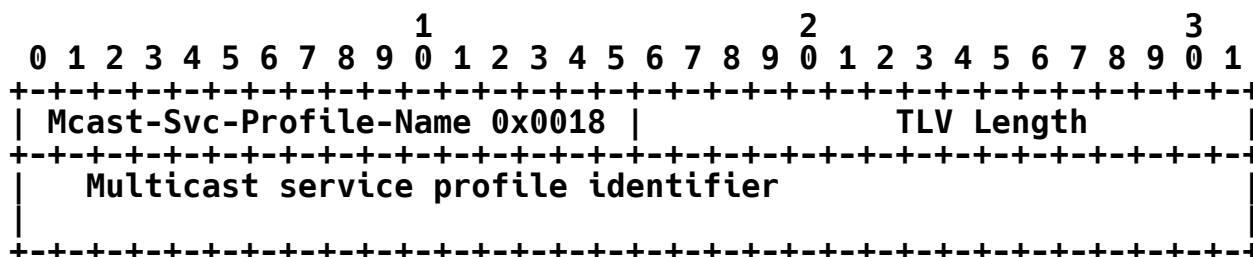 1                   2                   3
 0 1 2 3 4 5 6 7 8 9 0 1 2 3 4 5 6 7 8 9 0 1 2 3 4 5 6 7 8 9 0 1
+-+-+-+-+-+-+-+-+-+-+-+-+-+-+-+-+-+-+-+-+-+-+-+-+-+-+-+-+-+-+-+-+
| Mcast-Svc-Profile-Name 0x0018 |             TLV Length        |
+-+-+-+-+-+-+-+-+-+-+-+-+-+-+-+-+-+-+-+-+-+-+-+-+-+-+-+-+-+-+-+-+
|   Multicast service profile identifier                        |
|                                                               |
+-+-+-+-+-+-+-+-+-+-+-+-+-+-+-+-+-+-+-+-+-+-+-+-+-+-+-+-+-+-+-+-+